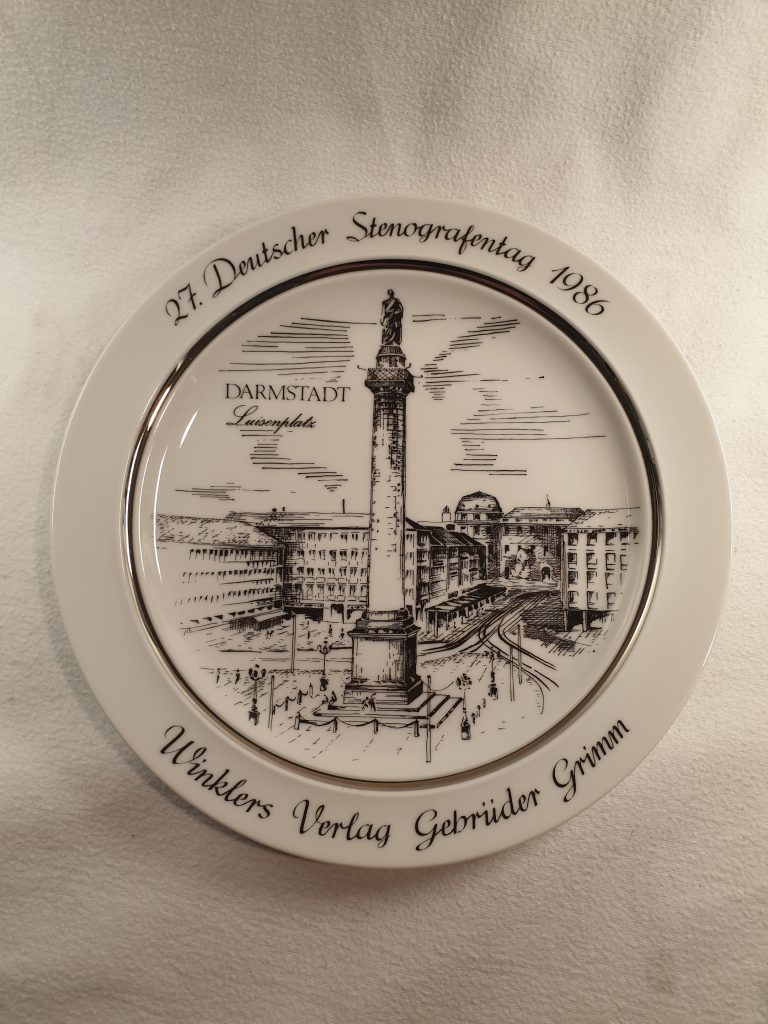 27. Deutscher Stenografentag 1986
DARMSTADT
Luisenplatz
Winklers Verlag Gebrüder Grimm